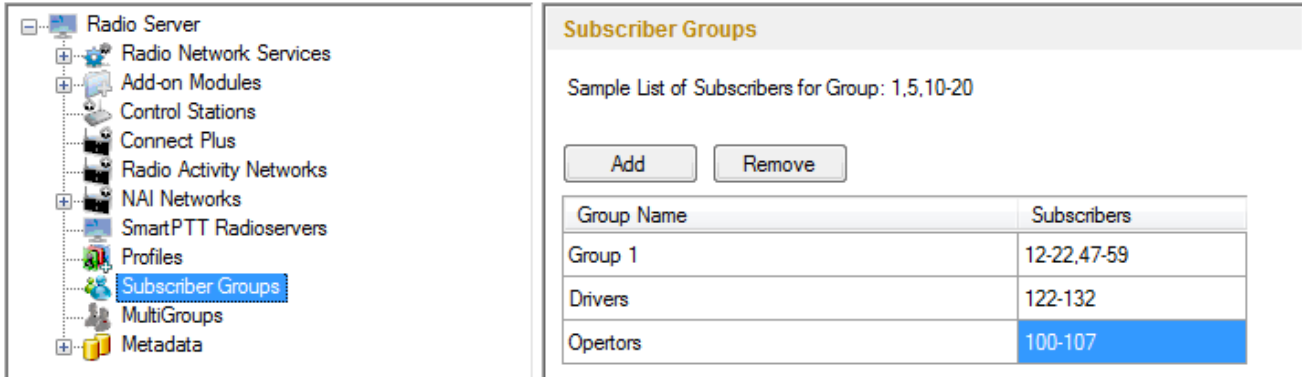 Radio Server
Radio Network Services
Add-on Modules
Control Stations
Connect Plus
Radio Activity Networks
NAI Networks
SmartPTT Radioservers
Profiles
Subscriber Groups
MultiGroups
Metadata
Subscriber Groups
Sample List of Subscribers for Group: 1,5,10-20
Add Remove
Group Name Subscribers
Group 1 12-22,47-59
Drivers 122-132
Opertors 100-107